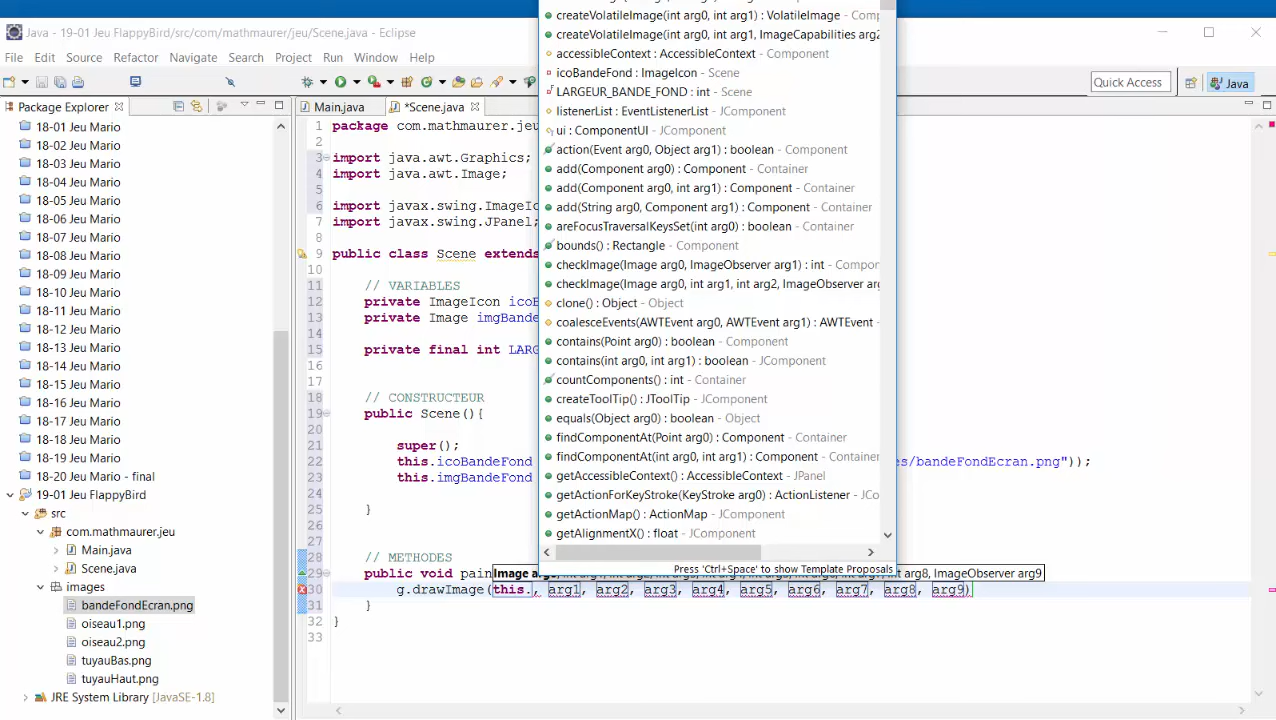 createVolatileImage(int arg0, int arg1) : VolatileImage - Comp
Java - 19-01 Jeu FlappyBird/src/com/mathmaurer/jeu/Scene.java - Eclipse
createVolatileImage(int arg0, int arg1, ImageCapabilities arg2
File Edit Source Refactor Navigate Search Project Run Window Help
accessibleContext : AccessibleContext - Component
icoBandeFond : ImageIcon - Scene
Quick Access
Java
LARGEUR_BANDE_FOND : int - Scene
Package Explorer
Main.java
*Scene.java
listenerList : EventListenerList - JComponent
ui : ComponentUI - JComponent
action(Event arg0, Object arg1) : boolean - Component
add(Component arg0) : Component - Container
add(Component arg0, int arg1) : Component - Container
add(String arg0, Component arg1) : Component - Container
areFocusTraversalKeysSet(int arg0) : boolean - Container
bounds() : Rectangle - Component
checkImage(Image arg0, ImageObserver arg1) : int - Compor
checkImage(Image arg0, int arg1, int arg2, ImageObserver arg
clone() : Object - Object
coalesceEvents(AWTEvent arg0, AWTEvent arg1) : AWTEvent -
contains(Point arg0) : boolean - Component
contains(int arg0, int arg1) : boolean - JComponent
countComponents() : int - Container
createToolTip() : JToolTip - JComponent
equals(Object arg0) : boolean - Object
findComponentAt(Point arg0) : Component - Container
findComponentAt(int arg0, int arg1) : Component - Container
getAccessibleContext() : AccessibleContext - JPanel
getActionForKeyStroke(KeyStroke arg0) : ActionListener - JCo
getActionMap() : ActionMap - JComponent
getAlignmentX() : float - JComponent
Press 'Ctrl+Space' to show Template Proposals
18-01 Jeu Mario
18-02 Jeu Mario
18-03 Jeu Mario
18-04 Jeu Mario
18-05 Jeu Mario
18-06 Jeu Mario
18-07 Jeu Mario
18-08 Jeu Mario
18-09 Jeu Mario
18-10 Jeu Mario
18-11 Jeu Mario
18-12 Jeu Mario
18-13 Jeu Mario
18-14 Jeu Mario
18-15 Jeu Mario
18-16 Jeu Mario
18-17 Jeu Mario
18-18 Jeu Mario
18-19 Jeu Mario
18-20 Jeu Mario - final
19-01 Jeu FlappyBird
src
com.mathmaurer.jeu
Main.java
Scene.java
images
bandeFondEcran.png
oiseau1.png
oiseau2.png
tuyauBas.png
tuyauHaut.png
JRE System Library [JavaSE-1.8]
1 package com.mathmaurer.jeu
2
3 import java.awt.Graphics;
4 import java.awt.Image;
5
6 import javax.swing.ImageIc
7 import javax.swing.JPanel;
8
9 public class Scene extends
10
11 // VARIABLES
12 private ImageIcon icoB
13 private Image imgBande
14
15 private final int LARG
16
17
18 // CONSTRUCTEUR
19 public Scene(){
20
21 super();
22 this.icoBandeFond es/bandeFondEcran.png"));
23 this.imgBandeFond
24
25 }
26
27
28 // METHODES
29 public void pain
rt arg8, ImageObserver arg9
30 g.drawImage(this., arg1, arg2, arg3, arg4, arg5, arg6, arg7, arg8, arg9)
31 }
32 }
33